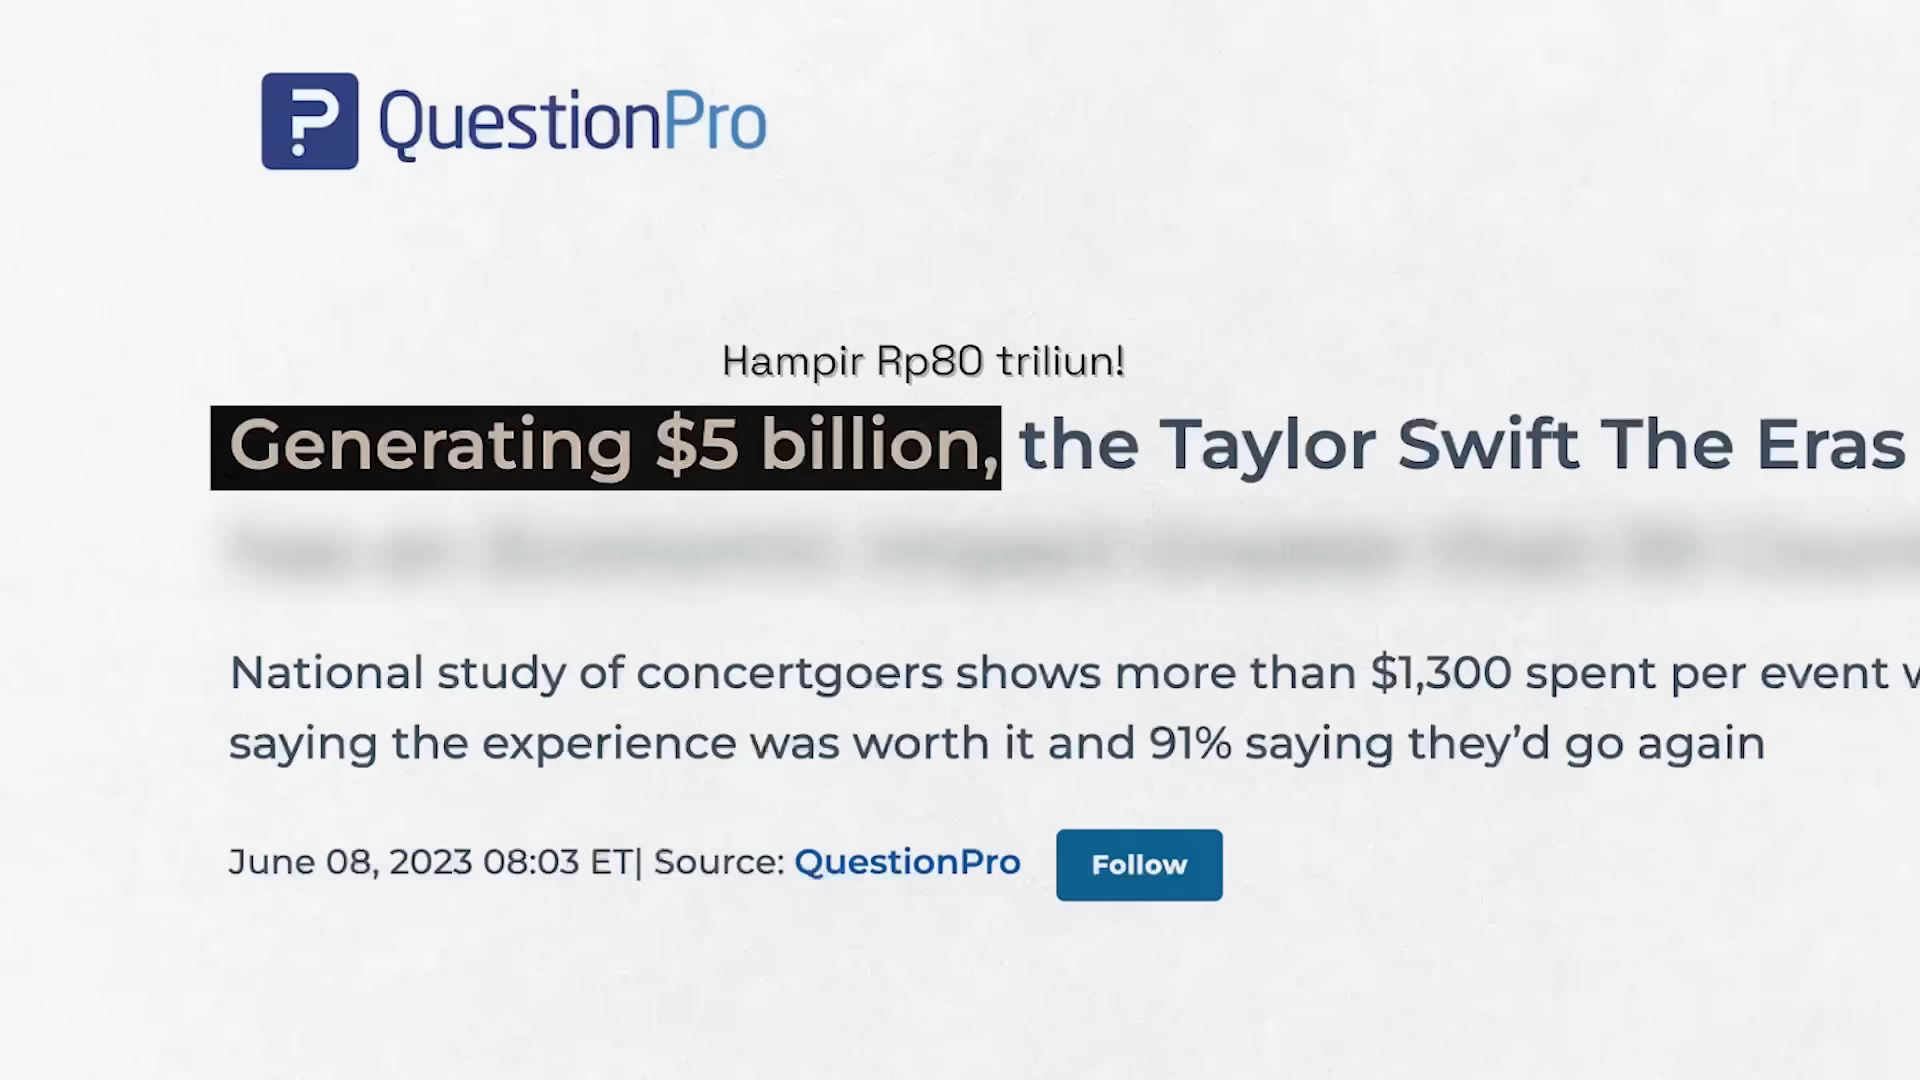 QuestionPro
Hampir Rp80 triliun!
Generating $5 billion, the Taylor Swift The Eras
National study of concertgoers shows more than $1,300 spent per event
saying the experience was worth it and 91% saying they’d go again
June 08, 2023 08:03 ET| Source: QuestionPro Follow